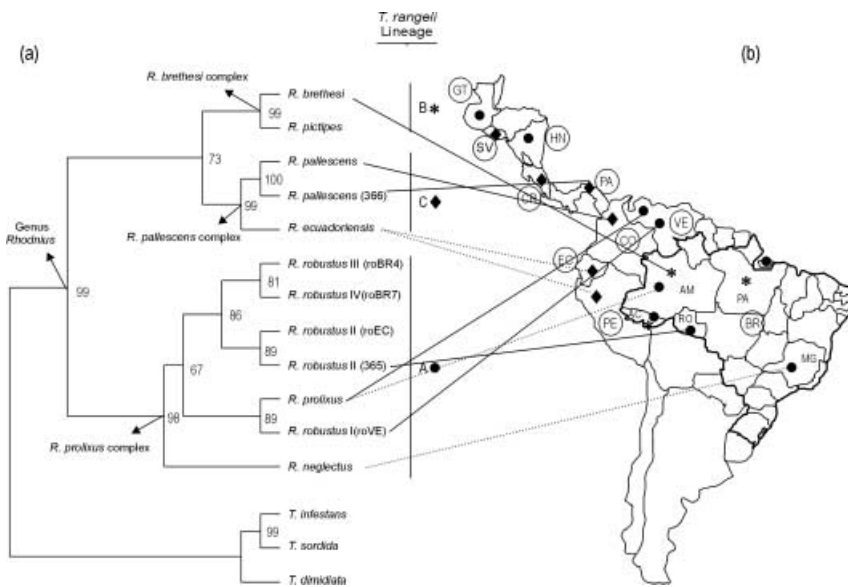 T. rangeli
Lineage
(a)
(b)
R. brethesi complex
R. brethesi
99
R. pictipes
B *
73
R. pallescens
100
R. pallescens (366)
99
C ♦
R. pallescens complex
R. ecuadoriensis
Genus
Rhodnius
99
R. robustus III (roBR4)
81
R. robustus IV(roBR7)
86
R. robustus II (roEC)
89
R. robustus II (365)
67
A ●
R. prolixus
98
89
R. robustus I(roVE)
R. prolixus complex
R. neglectus
T. infestans
99
T. sordida
T. dimidiata
GT
SV
HN
CR
PA
CO
VE
EC
AM
PA
PE
AC
RO
BR
MG